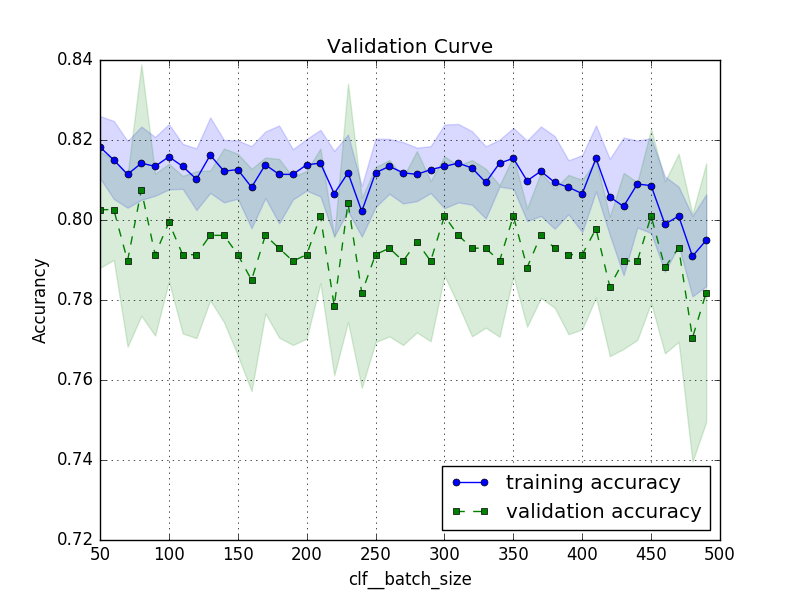 Validation Curve
0.84
0.82
0.80
0.78
0.76
0.74
0.72
Accurancy
50 100 150 200 250 300 350 400 450 500
clf__batch_size
training accuracy
validation accuracy